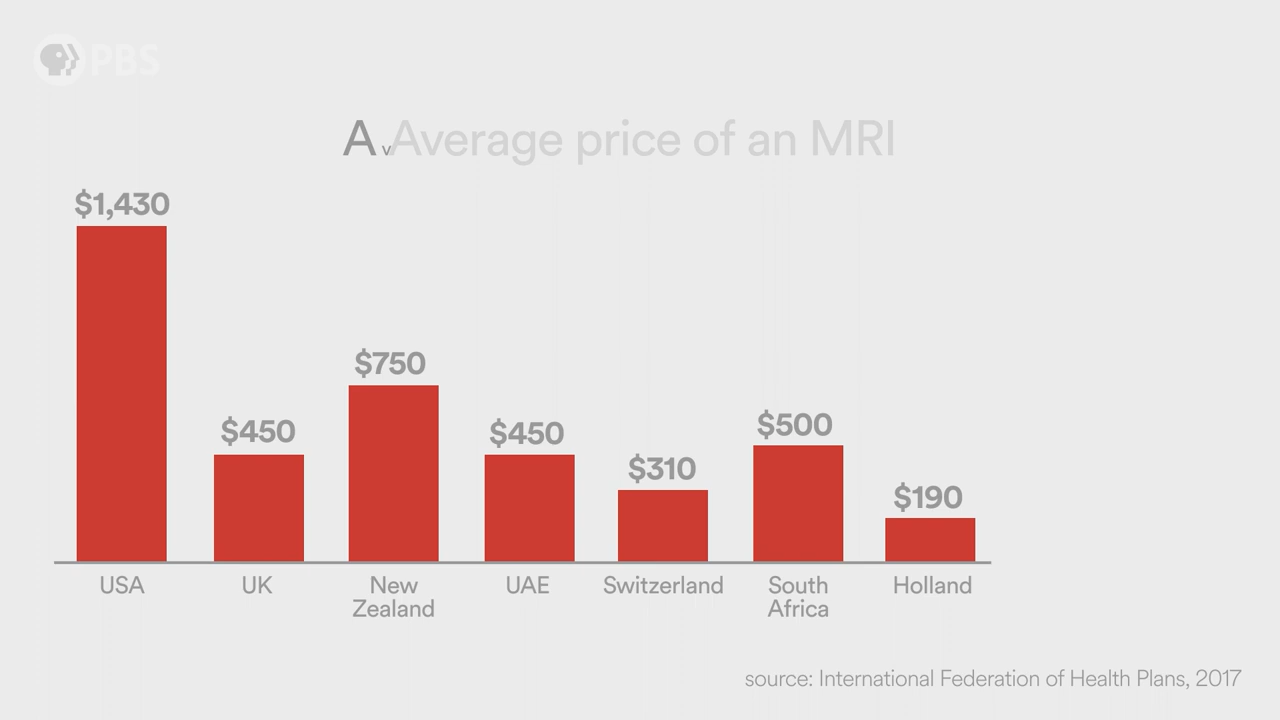 PBS
A v Average price of an MRI
$1,430
$450
$750
$450
$310
$500
$190
USA
UK
New
Zealand
UAE
Switzerland
South
Africa
Holland
source: International Federation of Health Plans, 2017